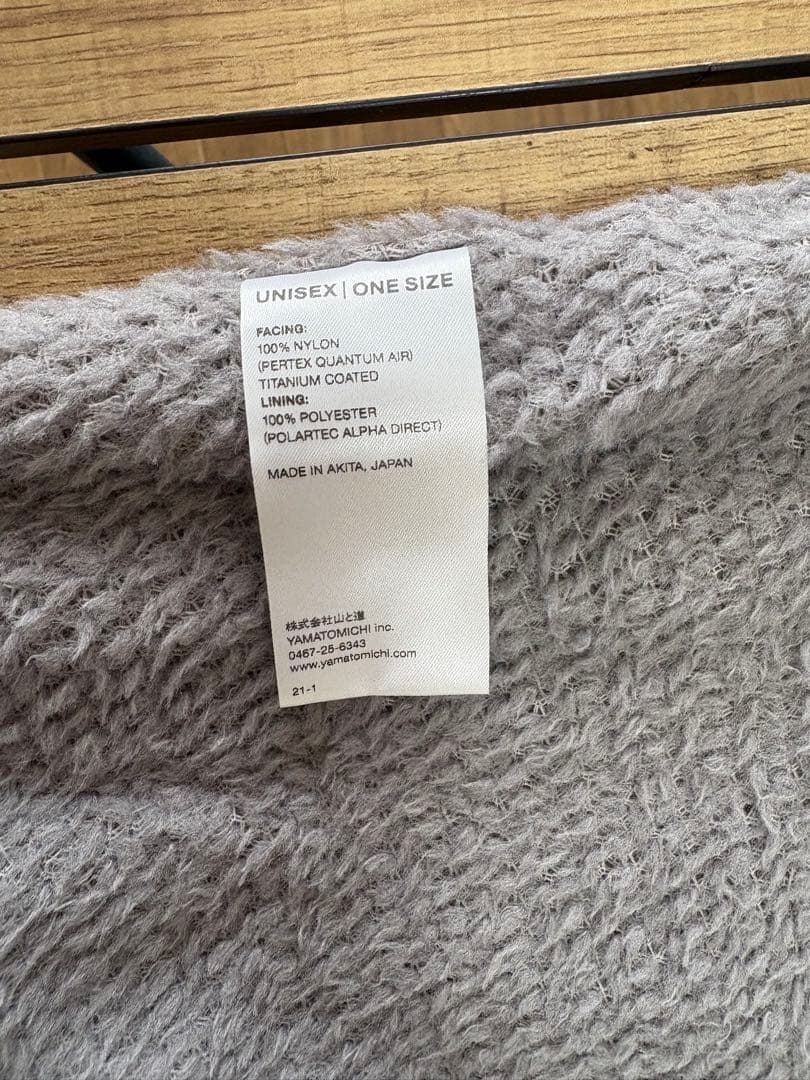 UNISEX | ONE SIZE
FACING:
100% NYLON
(PERTEX QUANTUM AIR)
TITANIUM COATED
LINING:
100% POLYESTER
(POLARTEC ALPHA DIRECT)
MADE IN AKITA, JAPAN
株式会社山と道
YAMATOMICHI inc.
0467-25-6343
www.yamatomichi.com
21-1